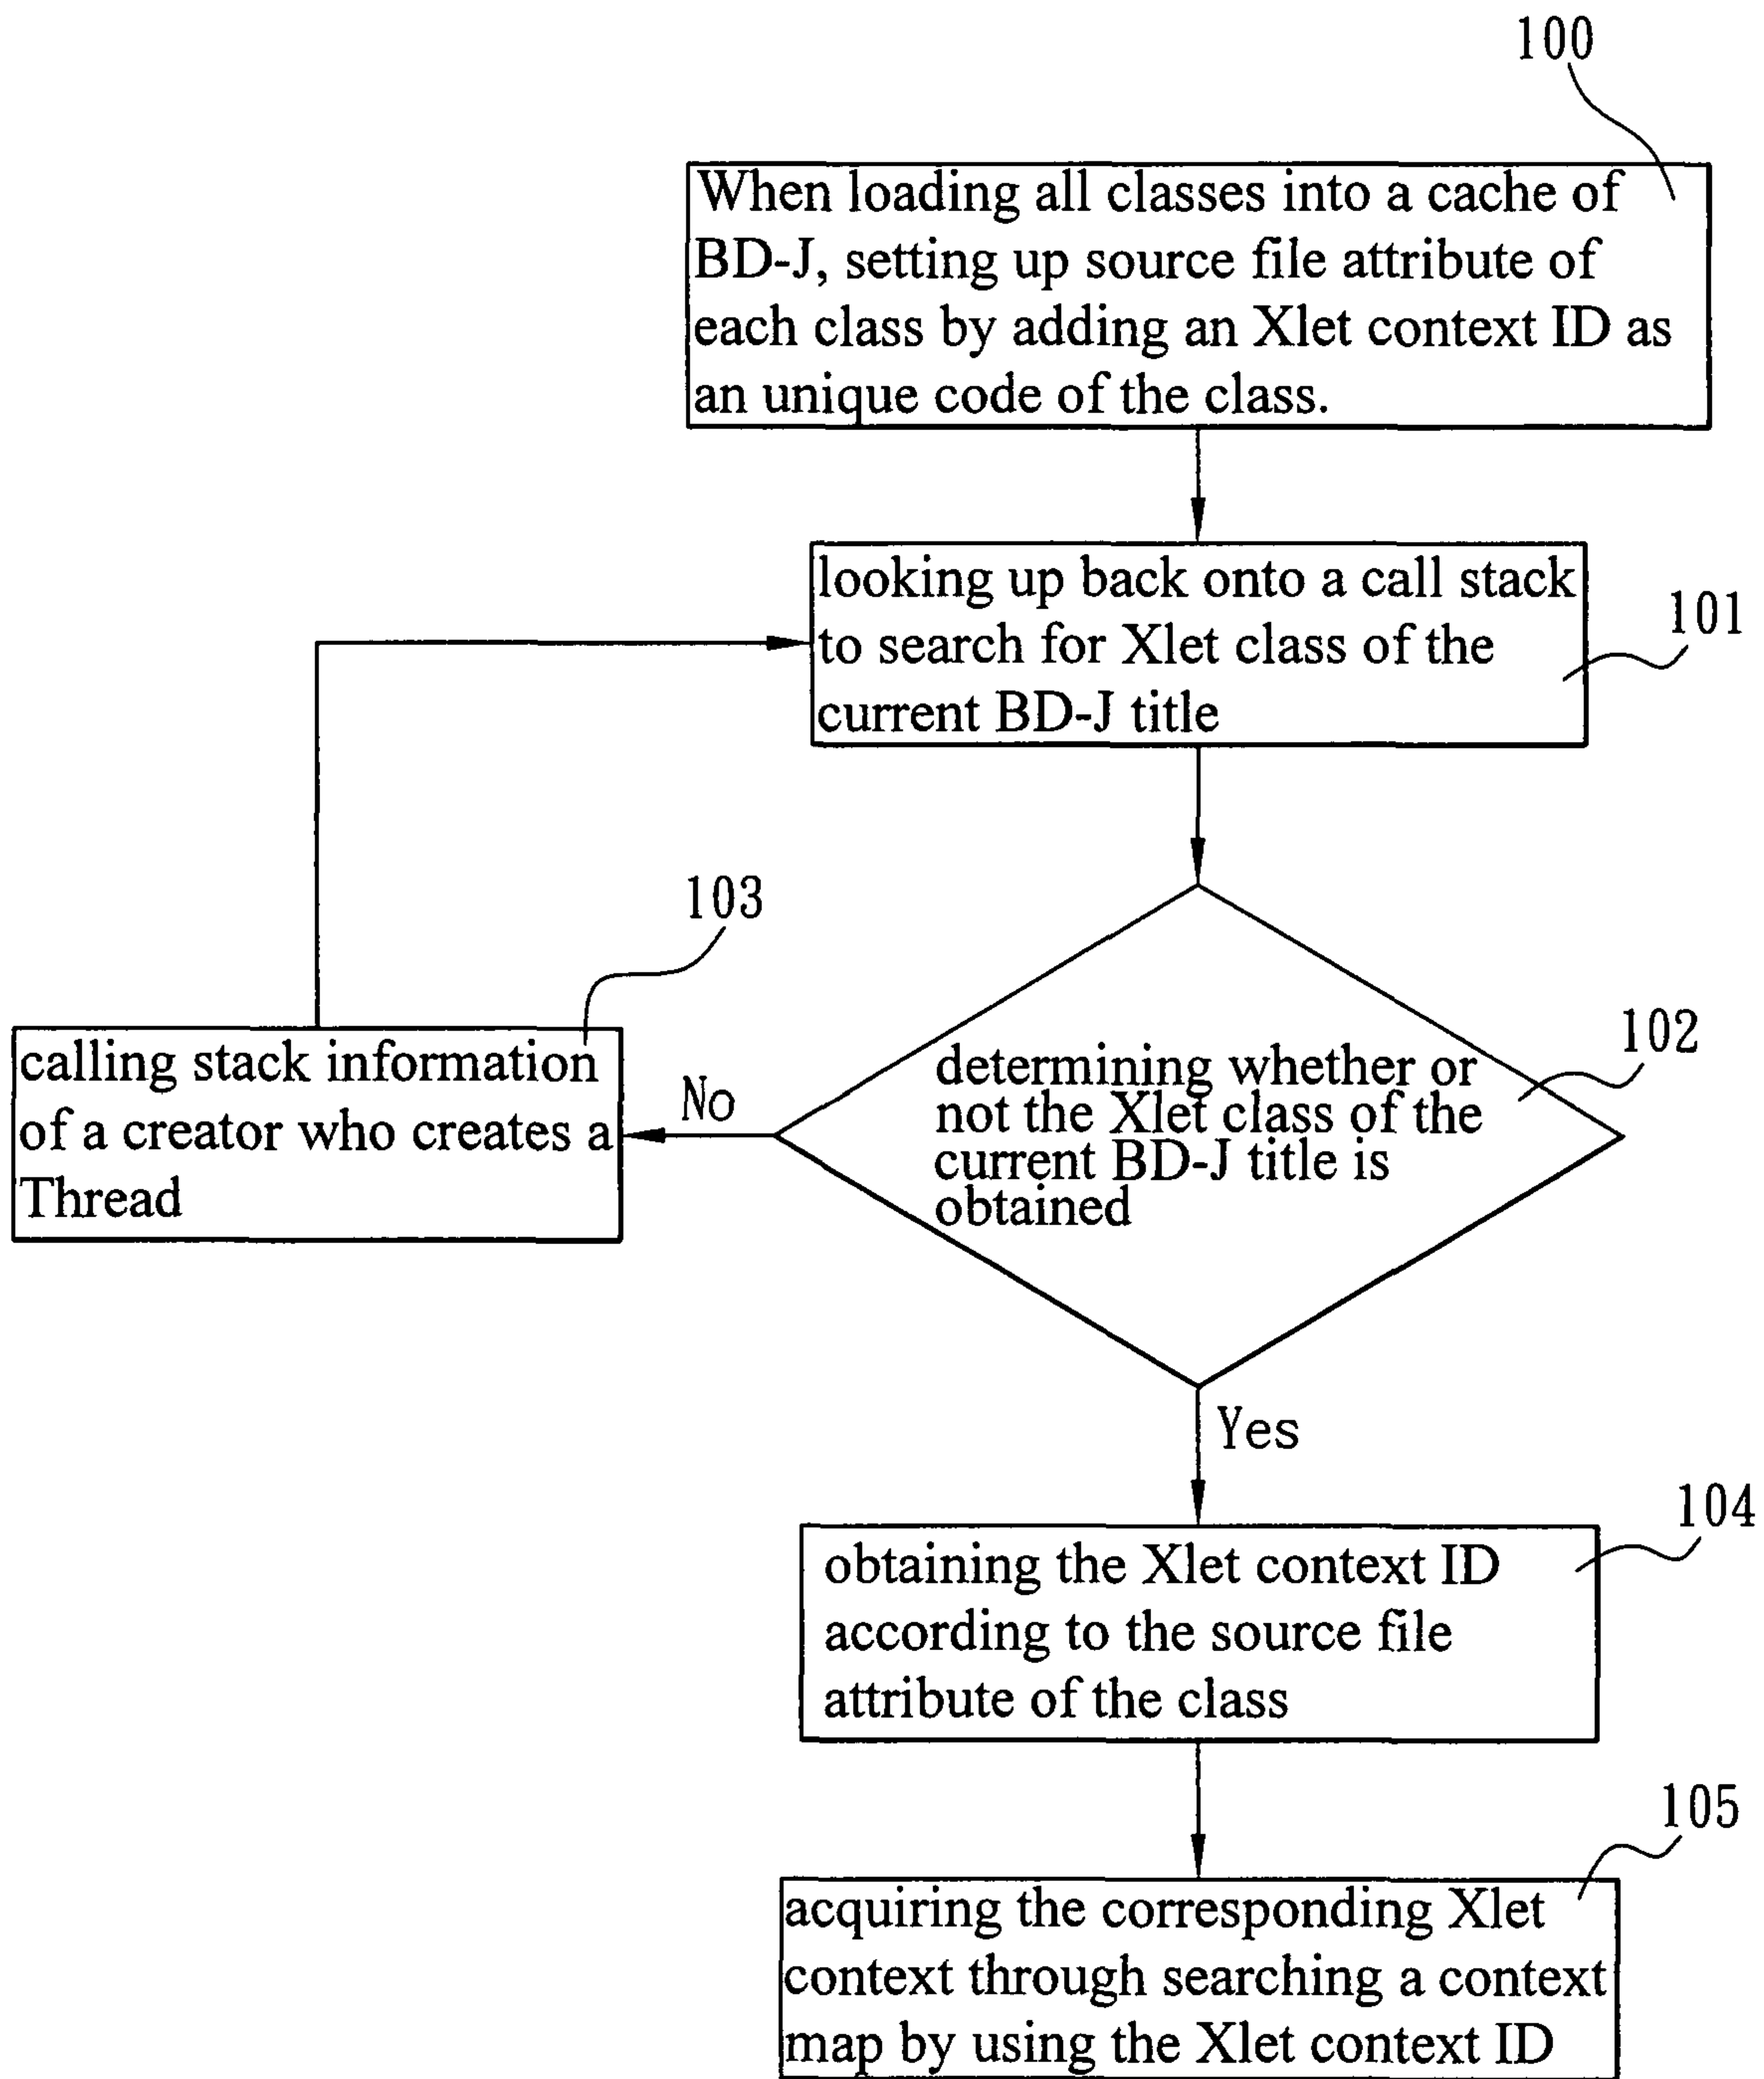 100
When loading all classes into a cache of
BD-J, setting up source file attribute of
each class by adding an Xlet context ID as
an unique code of the class.
looking up back onto a call stack
to search for Xlet class of the
current BD-J title
101
103
calling stack information
of a creator who creates a
Thread
No
determining whether or
not the Xlet class of the
current BD-J title is
obtained
102
Yes
104
obtaining the Xlet context ID
according to the source file
attribute of the class
105
acquiring the corresponding Xlet
context through searching a context
map by using the Xlet context ID